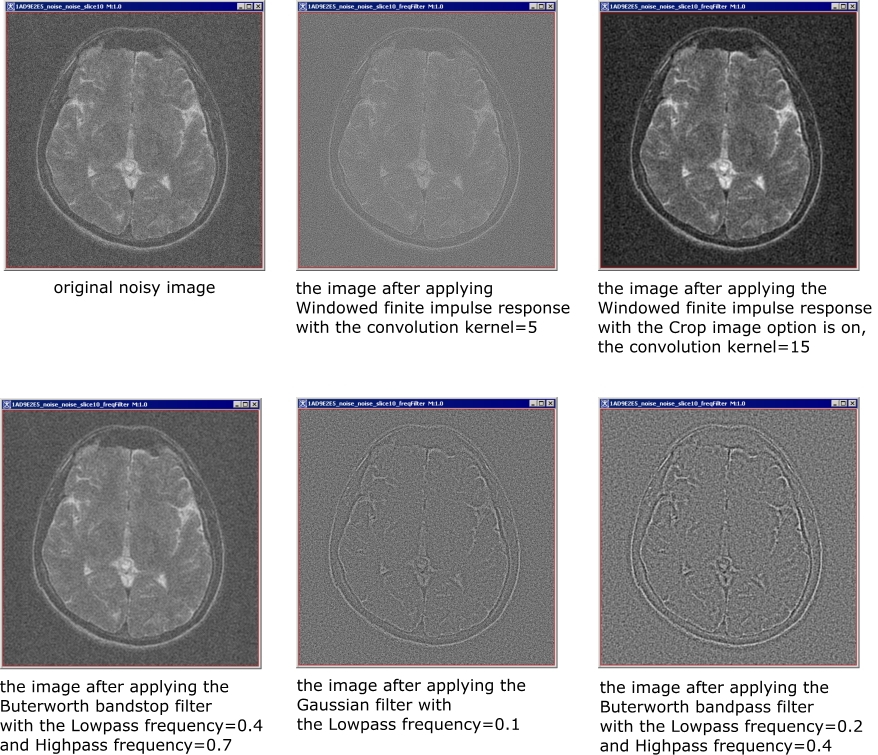 1AD9E2E5_noise_noise_slice10 M:1.0
1AD9E2E5_noise_noise_slice10_freqFilter M:1.0
1AD9E2E5_noise_noise_slice10_freqFilter M:1.0
original noisy image
the image after applying
Windowed finite impulse response
with the convolution kernel=5
the image after applying the
Windowed finite impulse response
with the Crop image option is on,
the convolution kernel=15
1AD9E2E5_noise_noise_slice10_freqFilter M:1.0
1AD9E2E5_noise_noise_slice10_freqFilter M:1.0
1AD9E2E5_noise_noise_slice10_freqFilter M:1.0
the image after applying the
Buterworth bandstop filter
with the Lowpass frequency=0.4
and Highpass frequency=0.7
the image after applying the
Gaussian filter with
the Lowpass frequency=0.1
the image after applying the
Buterworth bandpass filter
with the Lowpass frequency=0.2
and Highpass frequency=0.4